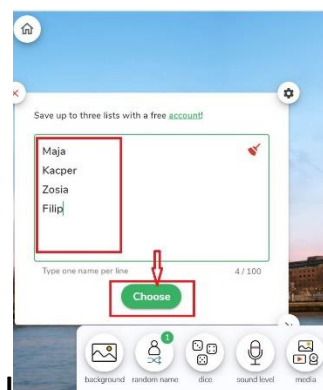 Save up to three lists with a free account!
Maja
Kacper
Zosia
Filip
Type one name per line 4 / 100
Choose
1
background random name dice sound level media